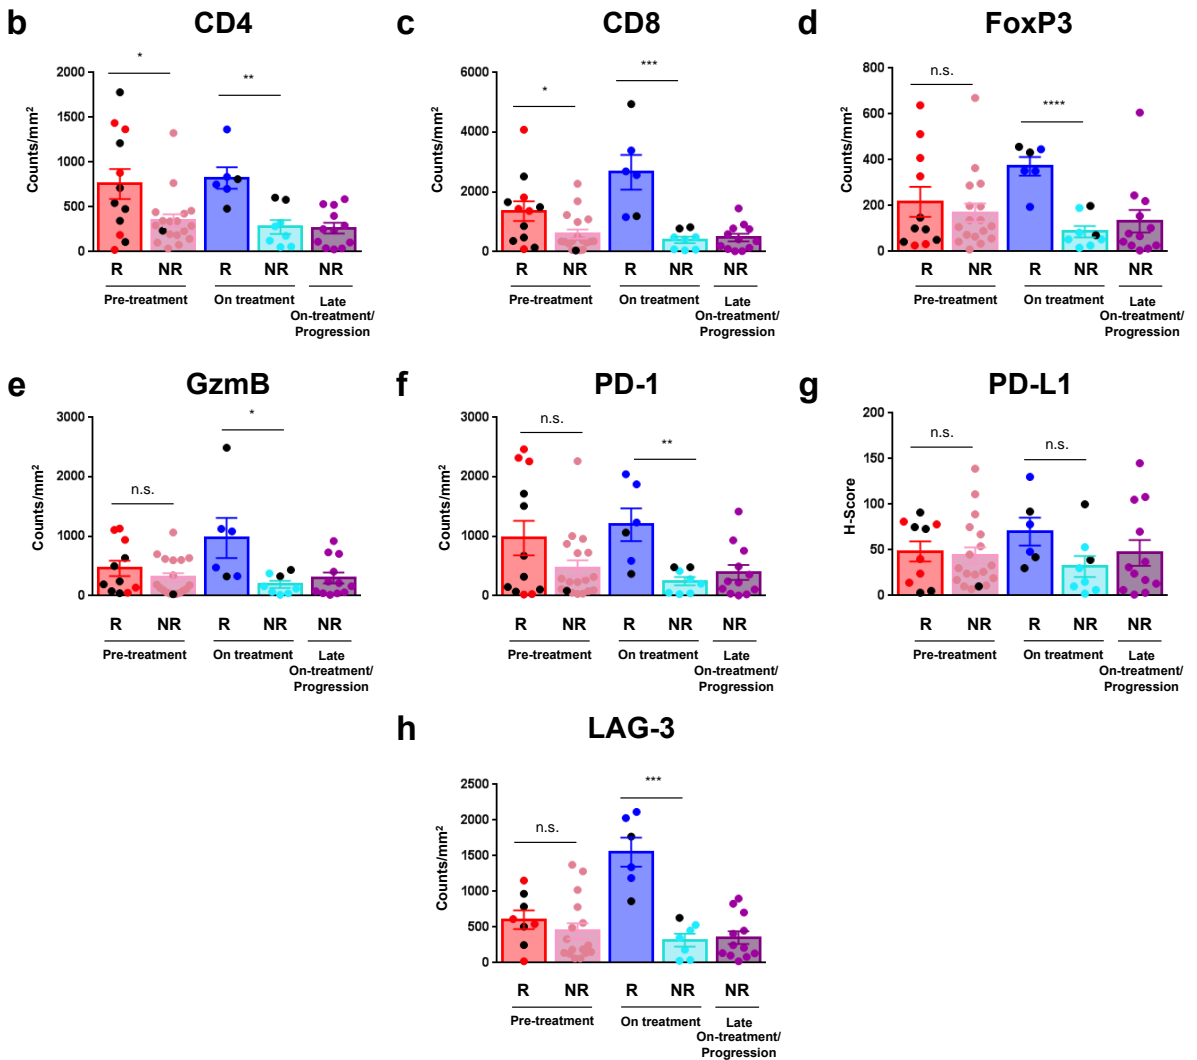 b CD4
*
**
2000
1500
1000
500
0
Counts/mm²
R NR R NR NR
Pre-treatment On treatment Late
On-treatment/
Progression
c CD8
*
***
6000
4000
2000
0
Counts/mm²
R NR R NR NR
Pre-treatment On treatment Late
On-treatment/
Progression
d FoxP3
n.s.
****
800
600
400
200
0
Counts/mm²
R NR R NR NR
Pre-treatment On treatment Late
On-treatment/
Progression
e GzmB
n.s.
*
3000
2000
1000
0
Counts/mm²
R NR R NR NR
Pre-treatment On treatment Late
On-treatment/
Progression
f PD-1
n.s.
**
3000
2000
1000
0
Counts/mm²
R NR R NR NR
Pre-treatment On treatment Late
On-treatment/
Progression
g PD-L1
n.s.
n.s.
200
150
100
50
0
H-Score
R NR R NR NR
Pre-treatment On treatment Late
On-treatment/
Progression
h LAG-3
n.s.
***
2500
2000
1500
1000
500
0
Counts/mm²
R NR R NR NR
Pre-treatment On treatment Late
On-treatment/
Progression